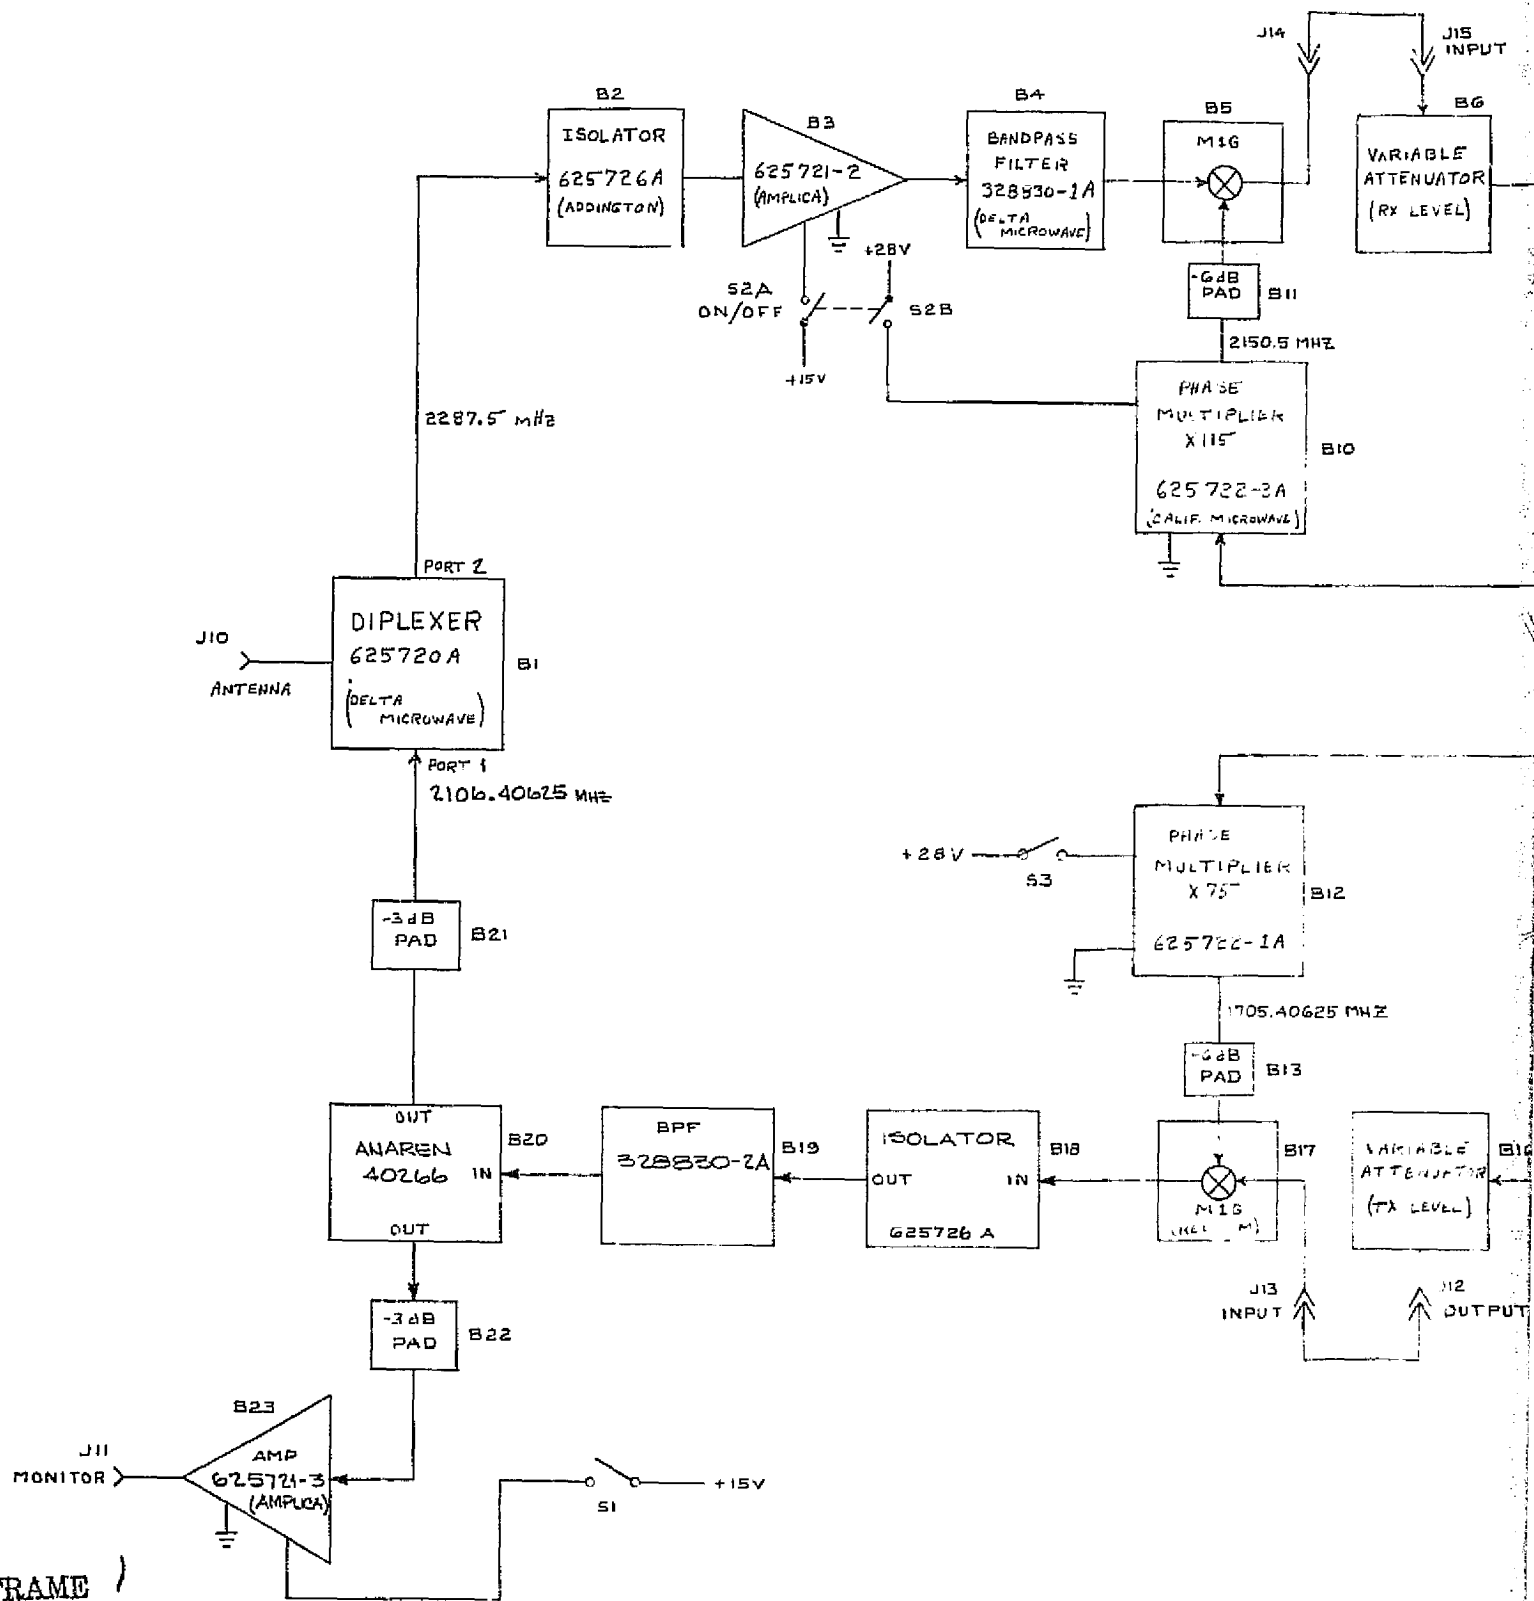 J14
J15
INPUT
B2
ISOLATOR
625726A
(ADDINGTON)
B3
625721-2
(AMPLICA)
B4
BANDPASS
FILTER
328830-1A
(DELTA
MICROWAVE)
B5
M1G
B6
VARIABLE
ATTENUATOR
(RX LEVEL)
+28V
S2A
ON/OFF
S2B
+15V
-6dB
PAD
B11
2150.5 MHZ
PHASE
MULTIPLIER
X115
625722-3A
(CALIF. MICROWAVE)
B10
2287.5 MHZ
PORT 2
J10
ANTENNA
DIPLEXER
625720A
(DELTA
MICROWAVE)
B1
PORT 1
2106.40625 MHZ
+28V
S3
PHASE
MULTIPLIER
X75
625722-1A
B12
-3dB
PAD
B21
1705.40625 MHZ
-6dB
PAD
B13
OUT
ANAREN
40266
IN
OUT
B20
BPF
328830-2A
B19
ISOLATOR
OUT
IN
625726A
B18
M1G
B17
VARIABLE
ATTENUATOR
(TX LEVEL)
B16
J13
INPUT
J12
OUTPUT
-3dB
PAD
B22
B23
J11
MONITOR
AMP
625721-3
(AMPLICA)
S1
+15V
RAME